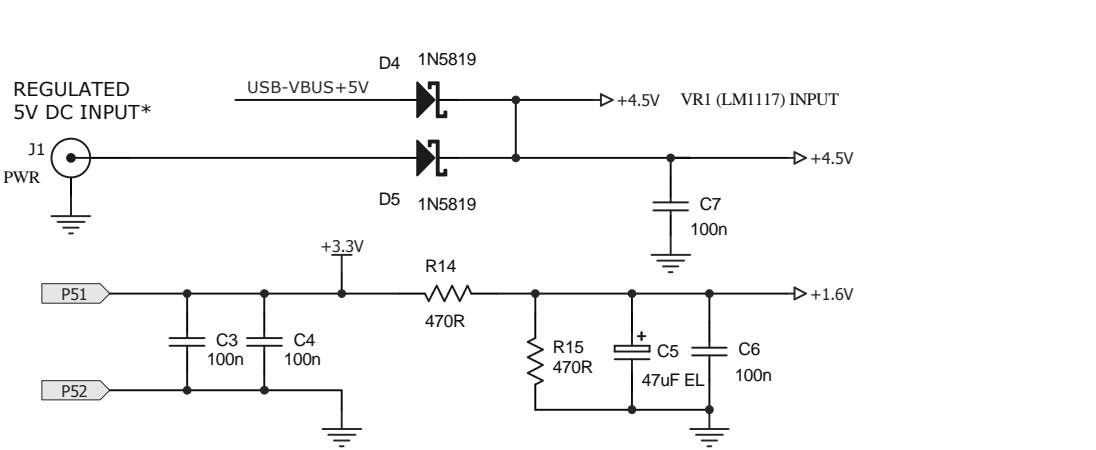 D4 1N5819
REGULATED
5V DC INPUT*
USB-VBUS+5V
+4.5V VR1 (LM1117) INPUT
J1
PWR
+4.5V
D5 1N5819
C7
100n
+3.3V
R14
P51
470R
+1.6V
C3
100n
C4
100n
R15
470R
+
C5
47uF EL
C6
100n
P52